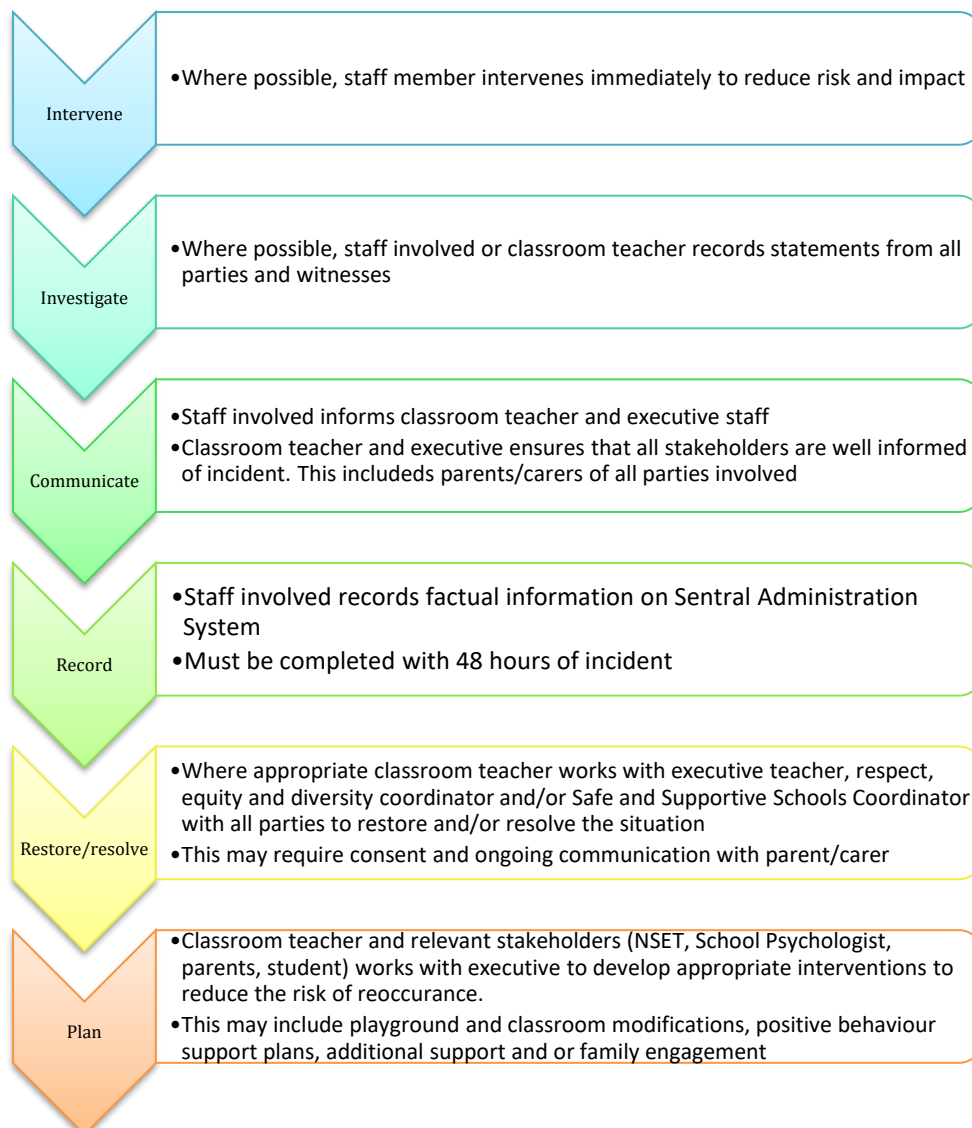 Intervene
•Where possible, staff member intervenes immediately to reduce risk and impact
Investigate
•Where possible, staff involved or classroom teacher records statements from all
parties and witnesses
Communicate
•Staff involved informs classroom teacher and executive staff
•Classroom teacher and executive ensures that all stakeholders are well informed
of incident. This includeds parents/carers of all parties involved
Record
•Staff involved records factual information on Sentral Administration
System
•Must be completed with 48 hours of incident
Restore/resolve
•Where appropriate classroom teacher works with executive teacher, respect,
equity and diversity coordinator and/or Safe and Supportive Schools Coordinator
with all parties to restore and/or resolve the situation
•This may require consent and ongoing communication with parent/carer
Plan
•Classroom teacher and relevant stakeholders (NSET, School Psychologist,
parents, student) works with executive to develop appropriate interventions to
reduce the risk of reoccurance.
•This may include playground and classroom modifications, positive behaviour
support plans, additional support and or family engagement